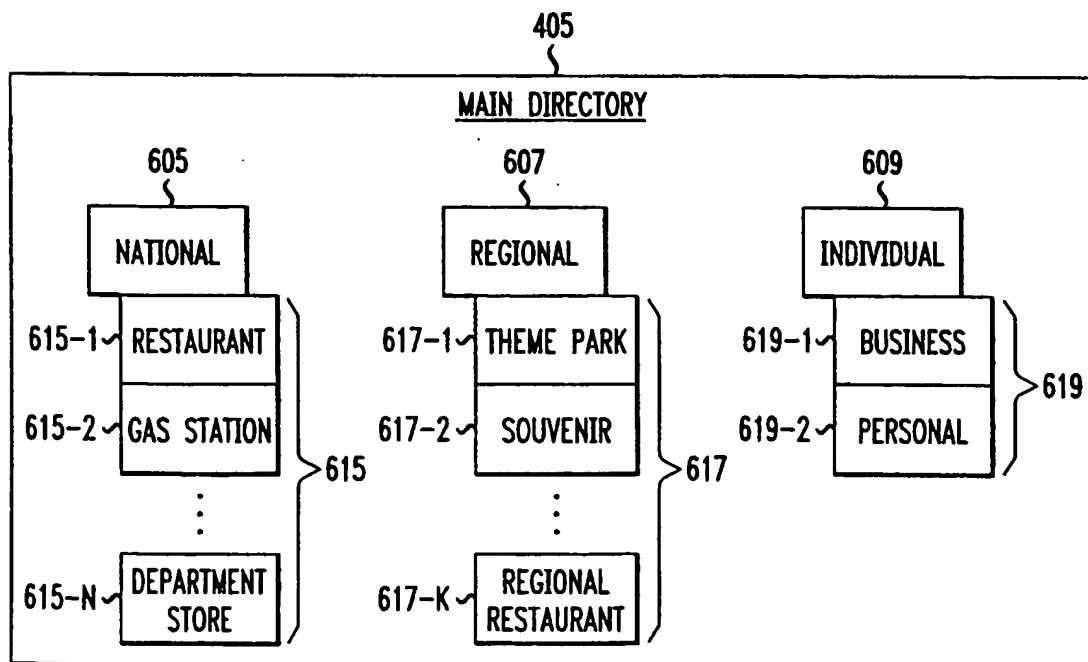 405
MAIN DIRECTORY
605 607 609
NATIONAL REGIONAL INDIVIDUAL
615-1 RESTAURANT 617-1 THEME PARK 619-1 BUSINESS
619
615-2 GAS STATION 617-2 SOUVENIR 619-2 PERSONAL
615 617
615-N DEPARTMENT STORE 617-K REGIONAL RESTAURANT